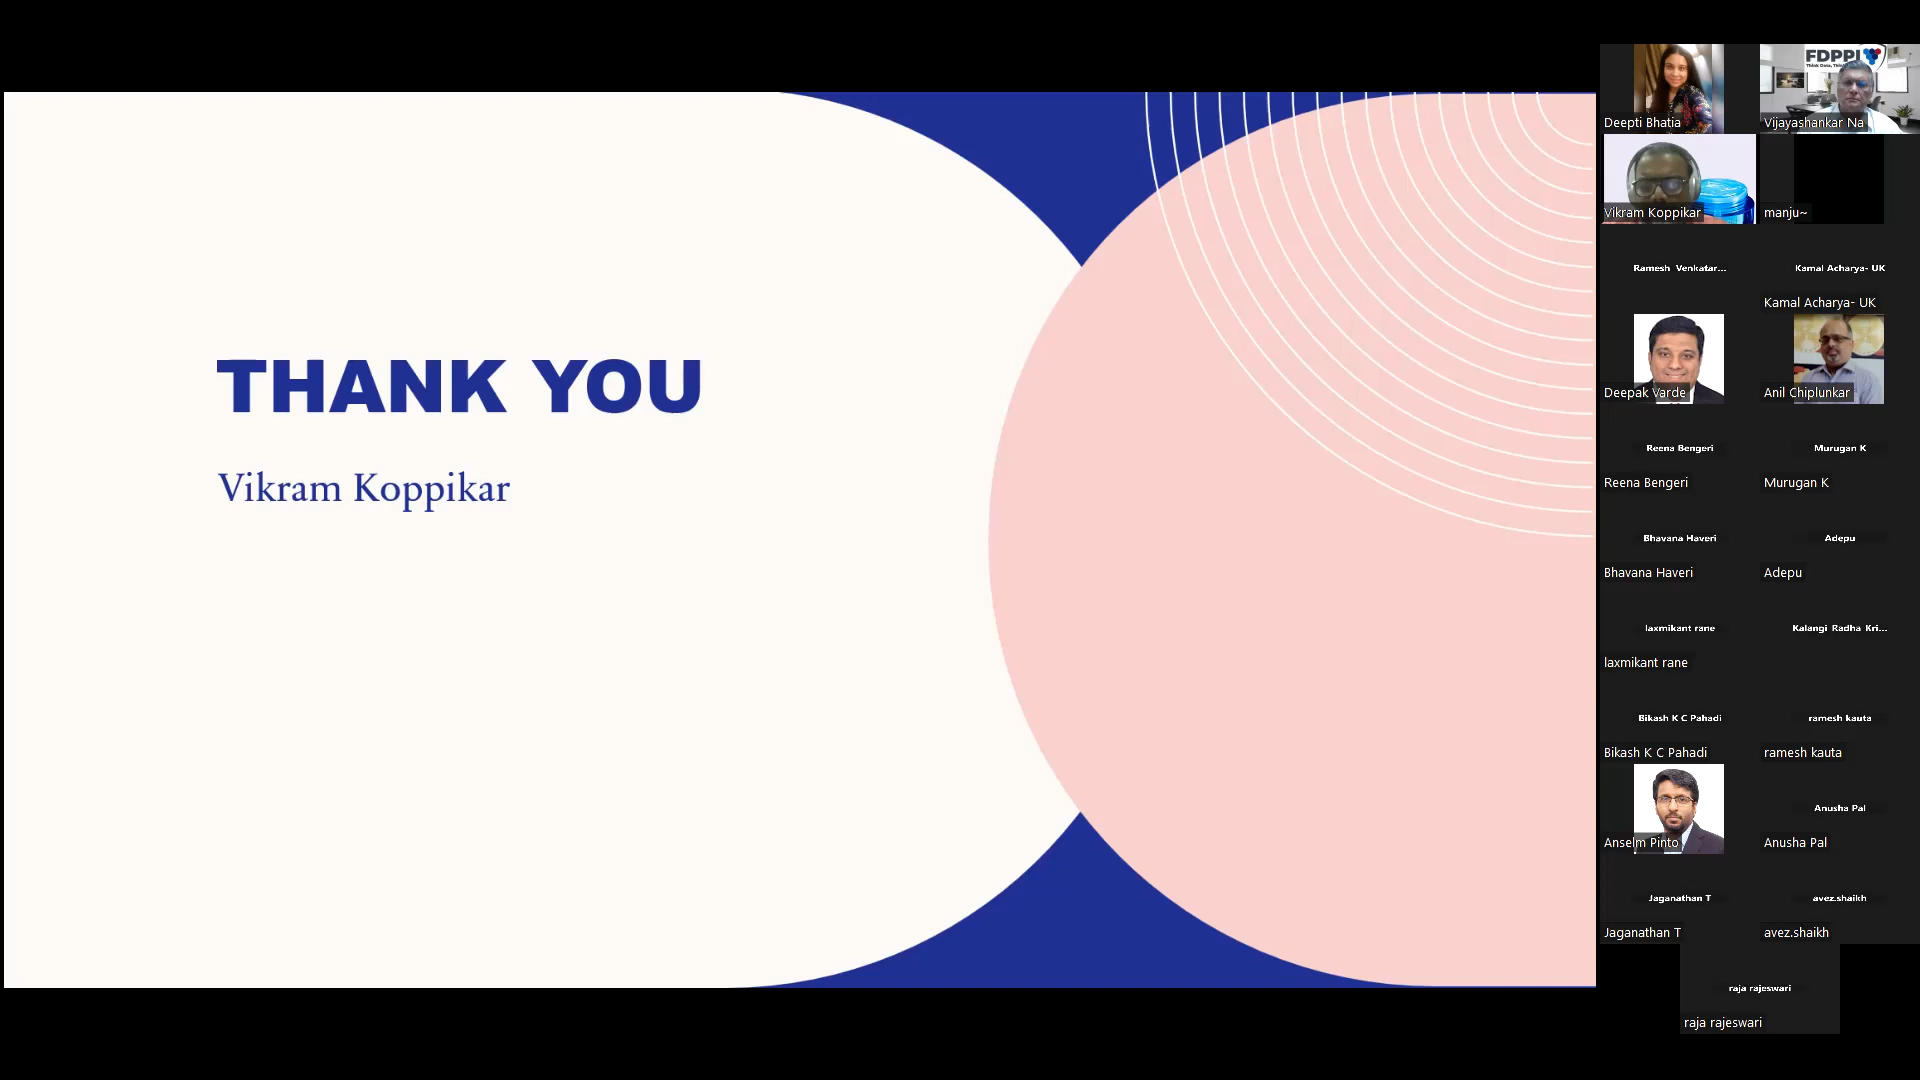 THANK YOU
Vikram Koppikar
FDPPI
Deepti Bhatia
Vijayashankar Na
Vikram Koppikar
manju~
Ramesh Venkatar...
Kamal Acharya- UK
Kamal Acharya- UK
Deepak Varde
Anil Chiplunkar
Reena Bengeri
Murugan K
Reena Bengeri
Murugan K
Bhavana Haveri
Adepu
Bhavana Haveri
Adepu
laxmikant rane
Kalangi Radha Kri...
laxmikant rane
Bikash K C Pahadi
ramesh kauta
Bikash K C Pahadi
ramesh kauta
Anselm Pinto
Anusha Pal
Anusha Pal
Jaganathan T
avez.shaikh
Jaganathan T
avez.shaikh
raja rajeswari
raja rajeswari